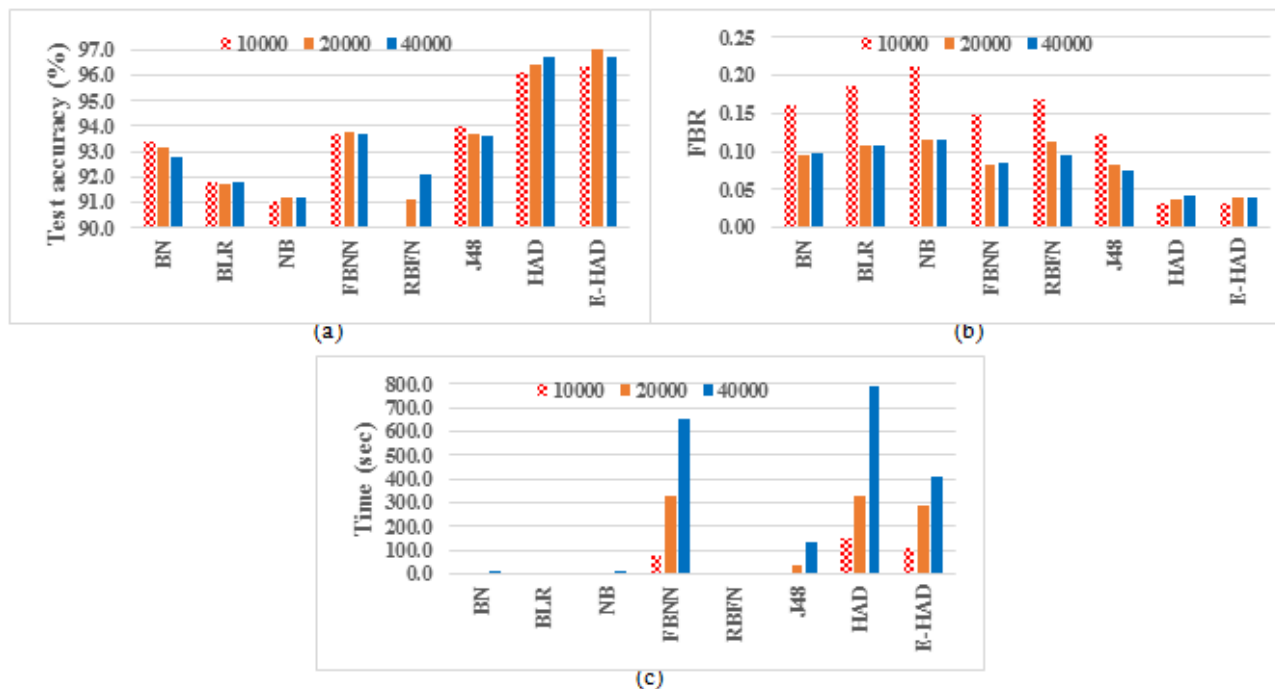 10000 20000 40000
Test accuracy (%)
97.0
96.0
95.0
94.0
93.0
92.0
91.0
90.0
BN
BLR
NB
FBNN
RBFN
J48
HAD
E-HAD
(a)
10000 20000 40000
FBR
0.25
0.20
0.15
0.10
0.05
0.00
BN
BLR
NB
FBNN
RBFN
J48
HAD
E-HAD
(b)
10000 20000 40000
Time (sec)
800.0
700.0
600.0
500.0
400.0
300.0
200.0
100.0
0.0
BN
BLR
NB
FBNN
RBFN
J48
HAD
E-HAD
(c)